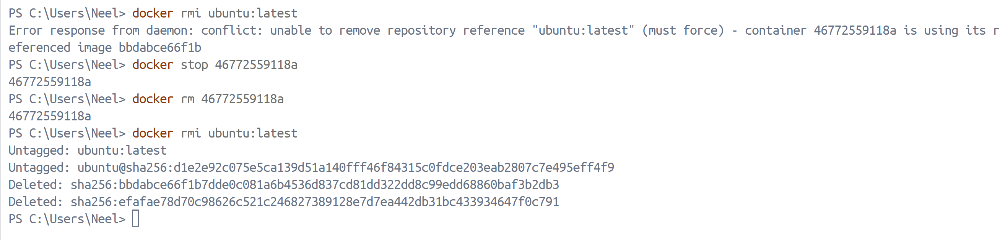 PS C:\Users\Neel> docker rmi ubuntu:latest
Error response from daemon: conflict: unable to remove repository reference "ubuntu:latest" (must force) - container 46772559118a is using its r
eferenced image bbdabce66f1b
PS C:\Users\Neel> docker stop 46772559118a
46772559118a
PS C:\Users\Neel> docker rm 46772559118a
46772559118a
PS C:\Users\Neel> docker rmi ubuntu:latest
Untagged: ubuntu:latest
Untagged: ubuntu@sha256:d1e2e92c075e5ca139d51a140fff46f84315c0fdce203eab2807c7e495eff4f9
Deleted: sha256:bbdabce66f1b7dde0c081a6b4536d837cd81dd322dd8c99edd68860baf3b2db3
Deleted: sha256:efafae78d70c98626c521c246827389128e7d7ea442db31bc433934647f0c791
PS C:\Users\Neel>